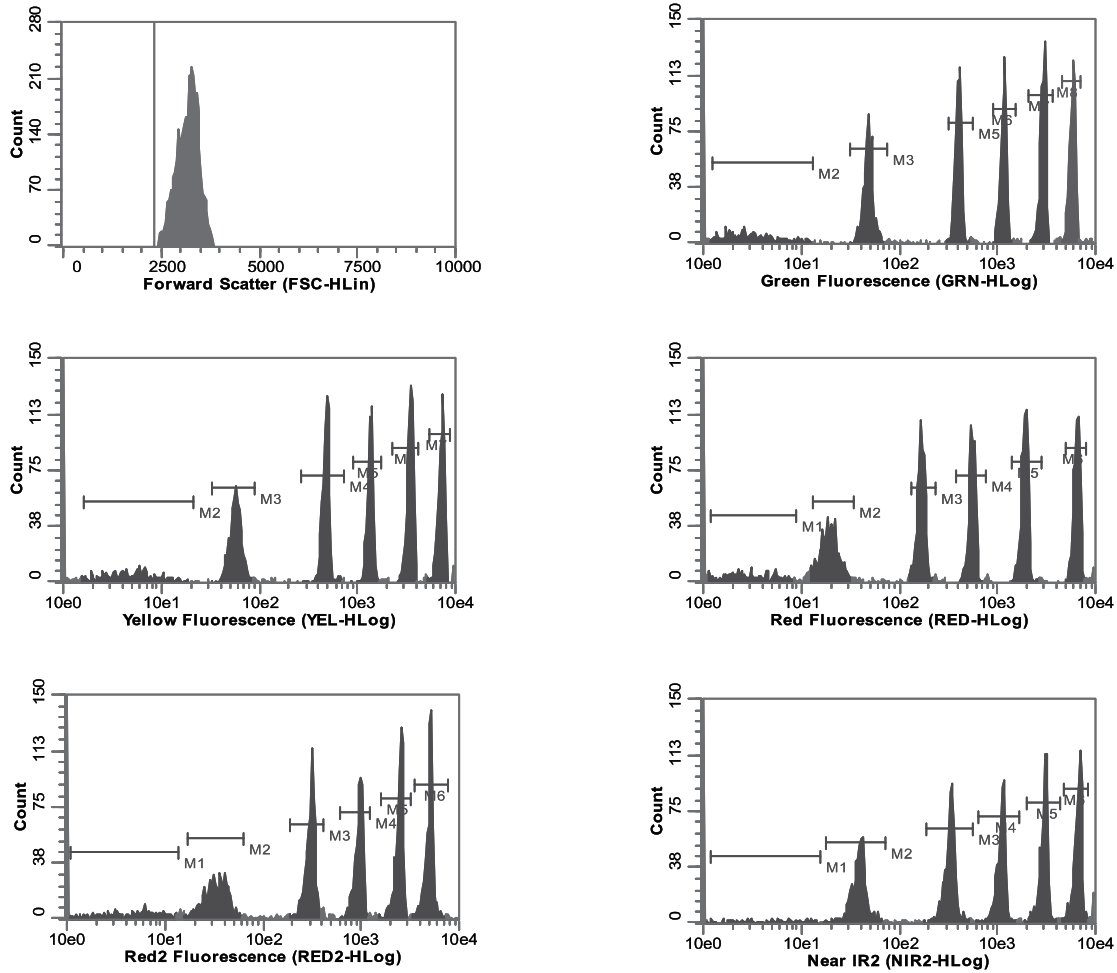 280
210
140
70
0
Count
0 2500 5000 7500 10000
Forward Scatter (FSC-HLin)
150
113
75
38
0
Count
M2 M3 M5 M6 M8
10e0 10e1 10e2 10e3 10e4
Green Fluorescence (GRN-HLog)
150
113
75
38
0
Count
M2 M3 M4 M5
10e0 10e1 10e2 10e3 10e4
Yellow Fluorescence (YEL-HLog)
150
113
75
38
0
Count
M1 M2 M3 M4
10e0 10e1 10e2 10e3 10e4
Red Fluorescence (RED-HLog)
150
113
75
38
0
Count
M1 M2 M3 M4 M5 M6
10e0 10e1 10e2 10e3 10e4
Red2 Fluorescence (RED2-HLog)
150
113
75
38
0
Count
M1 M2 M3 M4 M5
10e0 10e1 10e2 10e3 10e4
Near IR2 (NIR2-HLog)